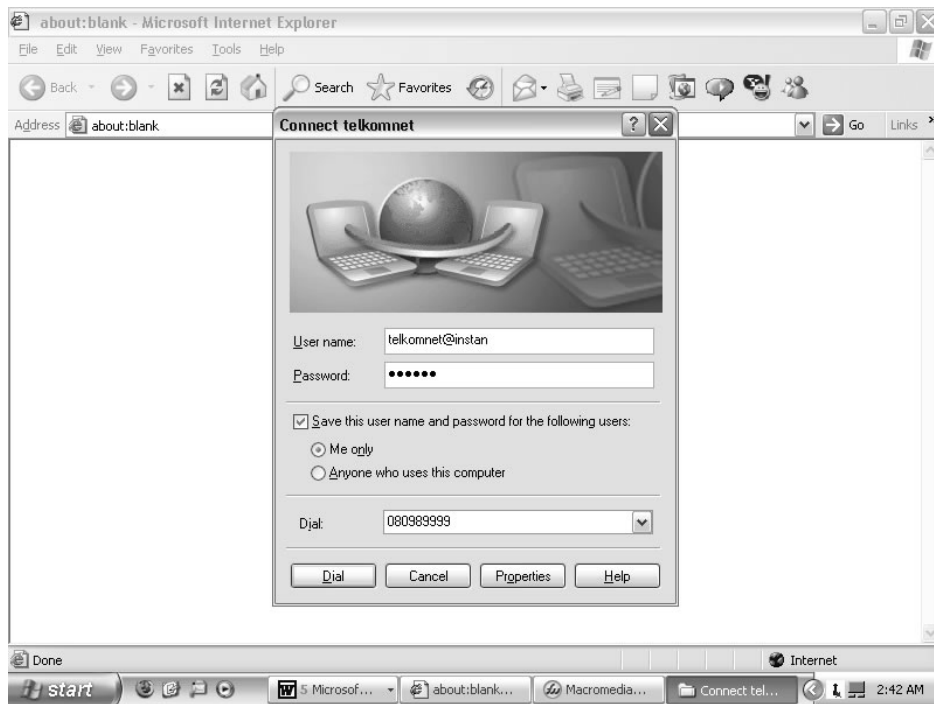 about:blank - Microsoft Internet Explorer
File Edit View Favorites Tools Help
Back Search Favorites
Address about:blank Go Links
Connect telkomnet
User name: telkomnet@instan
Password: ••••••
Save this user name and password for the following users:
Me only
Anyone who uses this computer
Dial: 080989999
Dial Cancel Properties Help
Done Internet
start 5 Microsof... about:blank... Macromedia... Connect tel... 2:42 AM